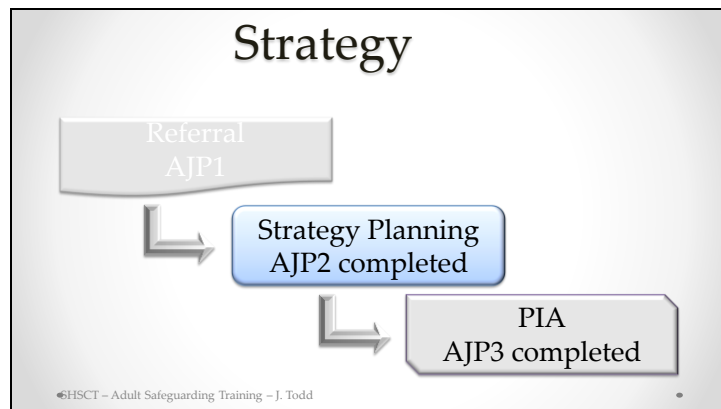 Strategy
Referral
AJP1
Strategy Planning
AJP2 completed
PIA
AJP3 completed
SHSCT – Adult Safeguarding Training – J. Todd